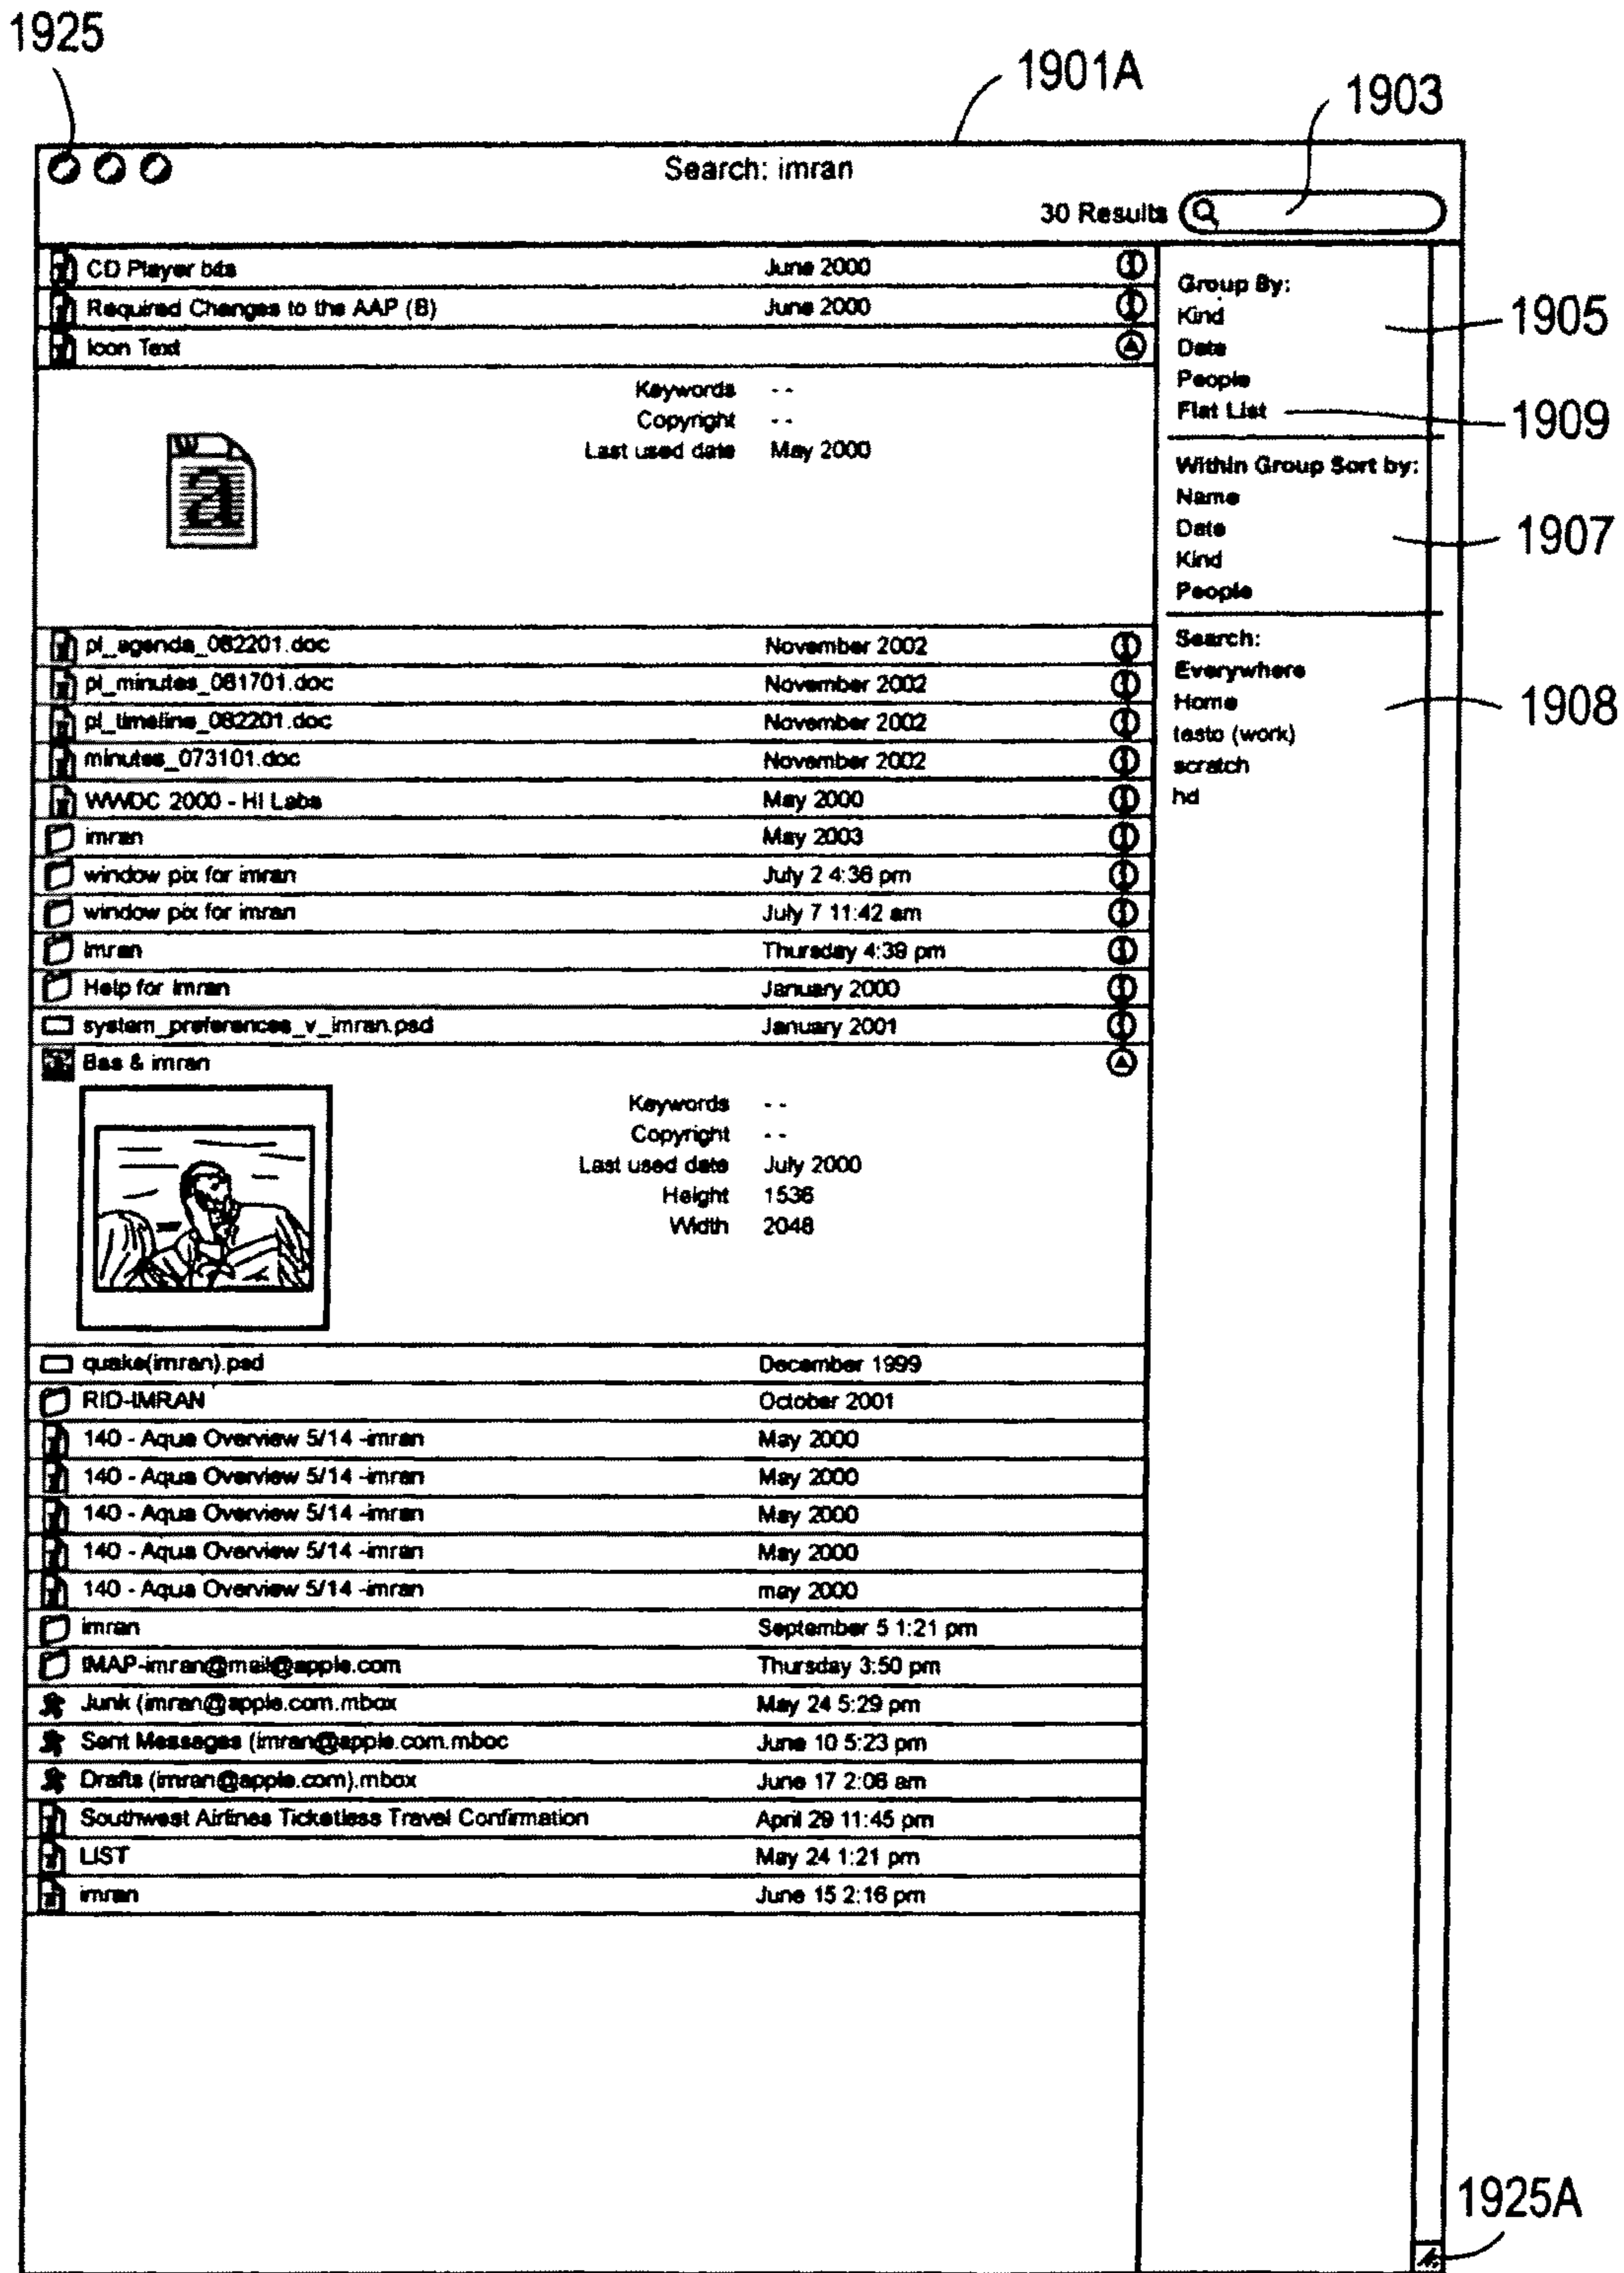 1925
1901A
1903
Search: imran
30 Results
CD Player bits June 2000
Required Changes to the AAP (B) June 2000
Icon Text
Keywords - -
Copyright - -
Last used date May 2000
W
a
pl_agenda_082201.doc November 2002
pl_minutes_081701.doc November 2002
pl_timeline_082201.doc November 2002
minutes_073101.doc November 2002
WWDC 2000 - HI Labs May 2000
imran May 2003
window pix for imran July 2 4:36 pm
window pix for imran July 7 11:42 am
Imran Thursday 4:39 pm
Help for Imran January 2000
system_preferences_v_imran.psd January 2001
Bas & imran
Keywords - -
Copyright - -
Last used date July 2000
Height 1536
Width 2048
quake(imran).psd December 1999
RID-IMRAN October 2001
140 - Aqua Overview 5/14 -imran May 2000
140 - Aqua Overview 5/14 -imran May 2000
140 - Aqua Overview 5/14 -imran May 2000
140 - Aqua Overview 5/14 -imran May 2000
140 - Aqua Overview 5/14 -imran may 2000
imran September 5 1:21 pm
IMAP-imran@mail@apple.com Thursday 3:50 pm
Junk (imran@apple.com.mbox May 24 5:29 pm
Sent Messages (imran@apple.com.mboc June 10 5:23 pm
Drafts (imran@apple.com).mbox June 17 2:06 am
Southwest Airlines Ticketless Travel Confirmation April 29 11:45 pm
LIST May 24 1:21 pm
imran June 15 2:16 pm
Group By:
Kind
Date
People
Flat List
1905
1909
Within Group Sort by:
Name
Date
Kind
People
1907
Search:
Everywhere
Home
testo (work)
scratch
hd
1908
1925A